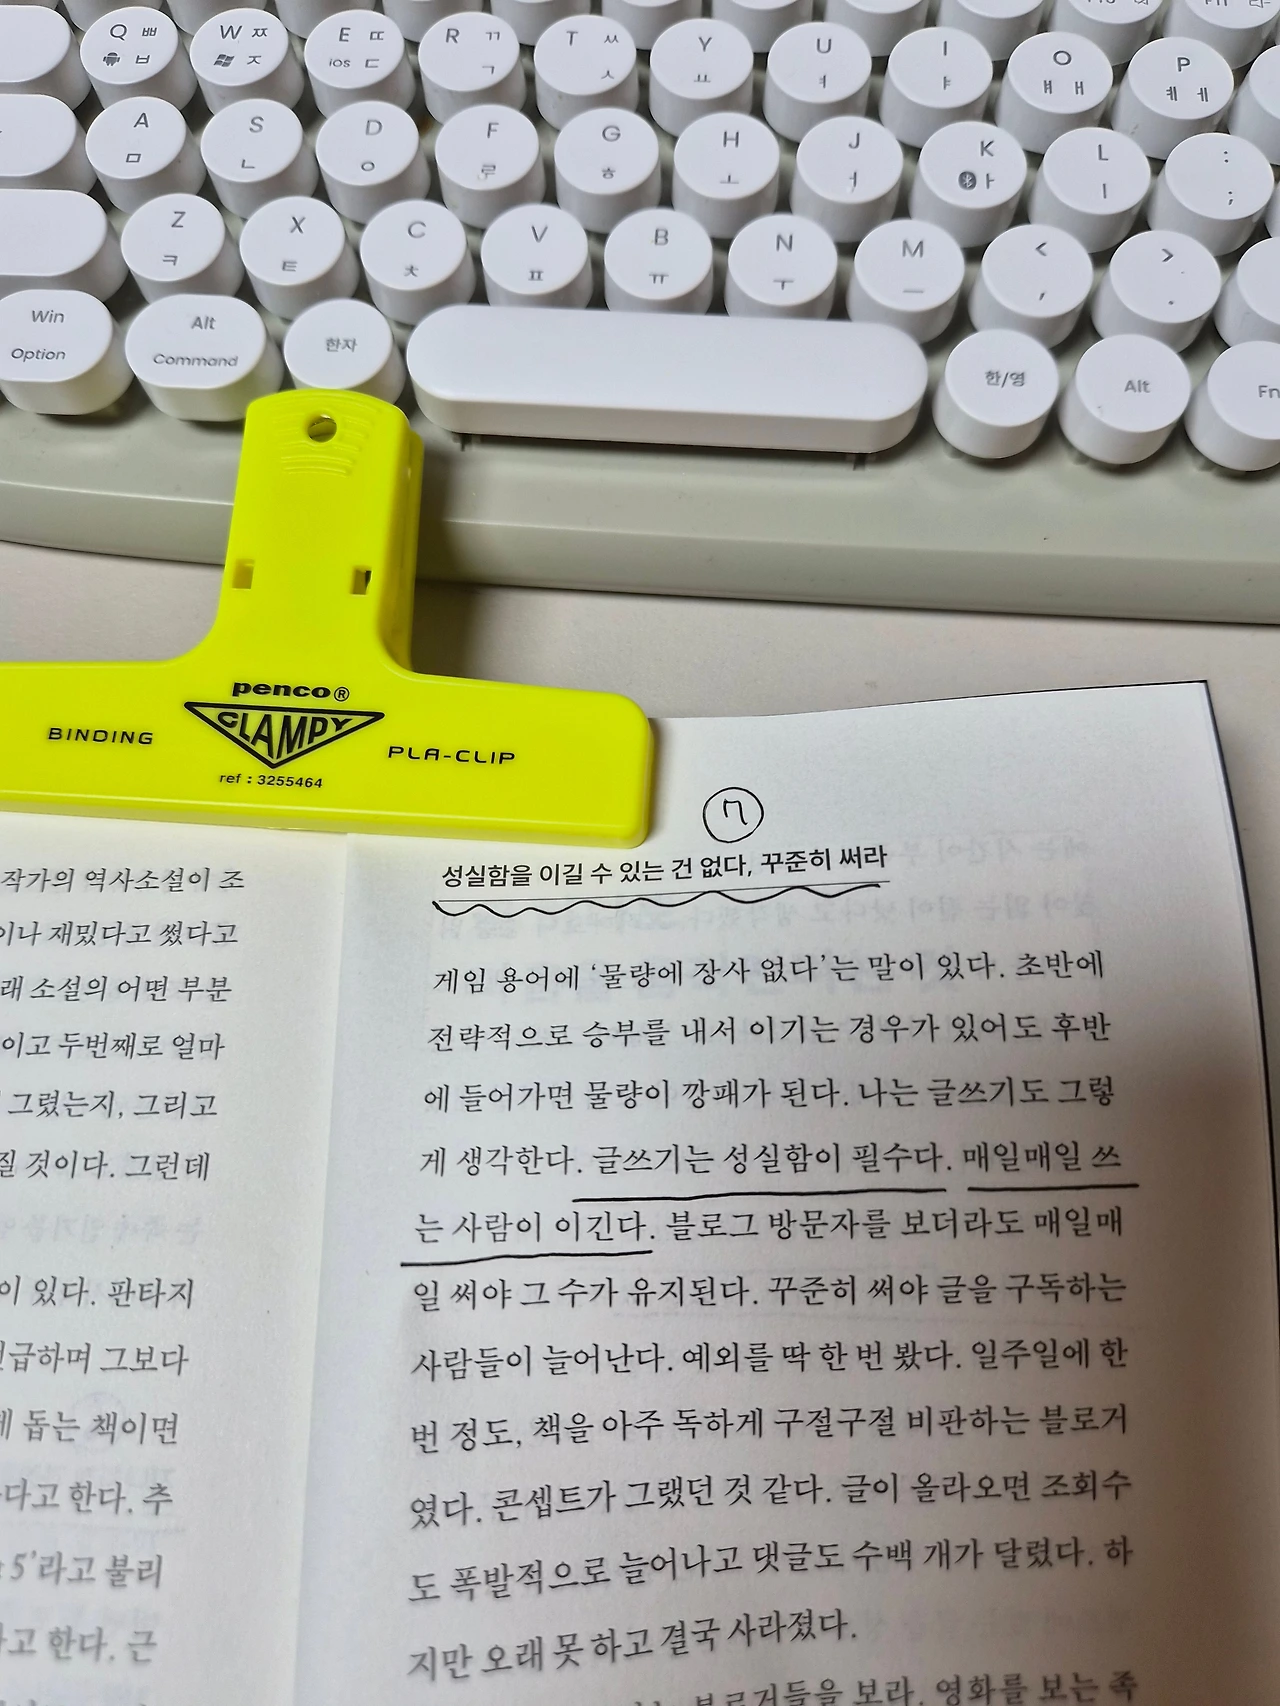 Q ㅃ ㅂ
W ㅉ ㅈ
E ㄸ ios ㄷ
R ㄲ ㄱ
T ㅆ ㅅ
Y ㅛ
U ㅕ
I ㅑ
O ㅒ ㅐ
P ㅖ ㅔ
A ㅁ
S ㄴ
D ㅇ
F ㄹ
G ㅎ
H ㅗ
J ㅓ
K ㅏ
L ㅣ
: ;
Z ㅋ
X ㅌ
C ㅊ
V ㅍ
B ㅠ
N ㅜ
M ㅡ
< ,
> .
Win
Option
Alt
Command
한자
한/영
Alt
Fn
penco®
CLAMPY
BINDING
PLA-CLIP
ref : 3255464
작가의 역사소설이 조
이나 재밌다고 썼다고
래 소설의 어떤 부분
이고 두번째로 얼마
그렸는지, 그리고
질 것이다. 그런데
이 있다. 판타지
급하며 그보다
돕는 책이면
다고 한다. 추
5’라고 불리
고 한다. 근
7
성실함을 이길 수 있는 건 없다, 꾸준히 써라
게임 용어에 ‘물량에 장사 없다’는 말이 있다. 초반에
전략적으로 승부를 내서 이기는 경우가 있어도 후반
에 들어가면 물량이 깡패가 된다. 나는 글쓰기도 그렇
게 생각한다. 글쓰기는 성실함이 필수다. 매일매일 쓰
는 사람이 이긴다. 블로그 방문자를 보더라도 매일매
일 써야 그 수가 유지된다. 꾸준히 써야 글을 구독하는
사람들이 늘어난다. 예외를 딱 한 번 봤다. 일주일에 한
번 정도, 책을 아주 독하게 구절구절 비판하는 블로거
였다. 콘셉트가 그랬던 것 같다. 글이 올라오면 조회수
도 폭발적으로 늘어나고 댓글도 수백 개가 달렸다. 하
지만 오래 못 하고 결국 사라졌다.
블로거들을 보라. 영화를 보는 족